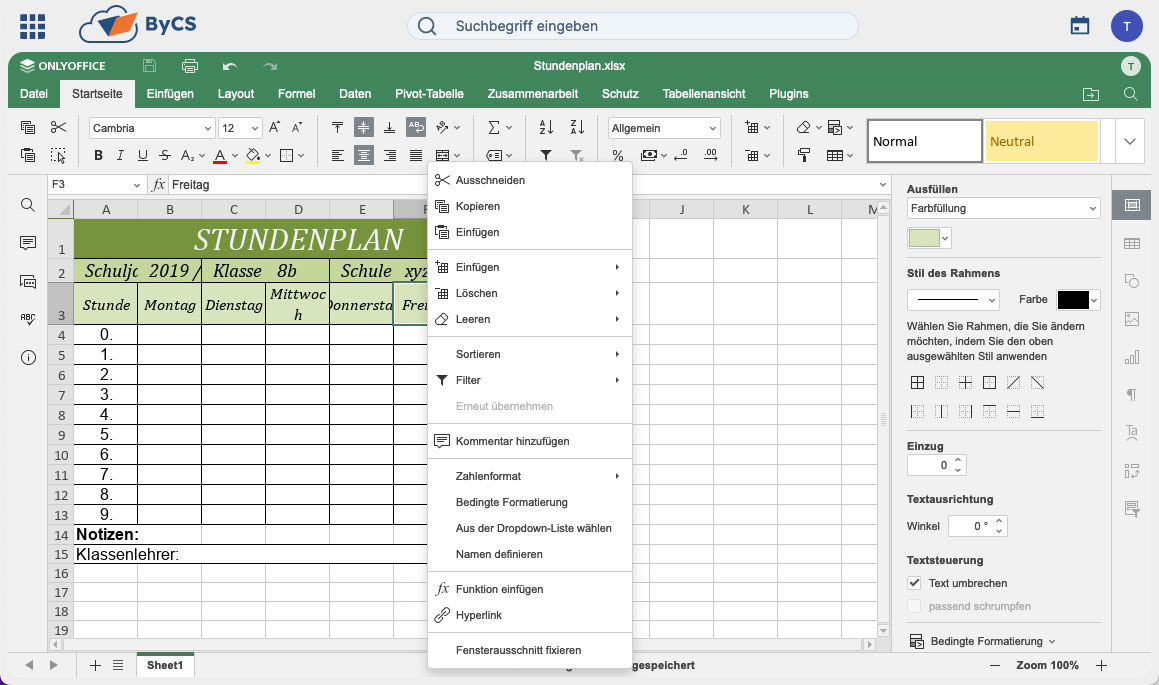 ByCS
Suchbegriff eingeben
T
ONLYOFFICE
Stundenplan.xlsx
T
Datei Startseite Einfügen Layout Formel Daten Pivot-Tabelle Zusammenarbeit Schutz Tabellenansicht Plugins
Cambria 12 Allgemein Normal Neutral
F3 fx Freitag
A B C D E F J K L M
1 STUNDENPLAN
2 2019 / Klasse 8b Schule xyz
3 Stunde Montag Dienstag Mittwoc
h
4 0.
5 1.
6 2.
7 3.
8 4.
9 5.
10 6.
11 7.
12 8.
13 9.
14 Notizen:
15 Klassenlehrer:
16
17
18
19
Ausschneiden
Kopieren
Einfügen
Einfügen
Löschen
Leeren
Sortieren
Filter
Erneut übernehmen
Kommentar hinzufügen
Zahlenformat
Bedingte Formatierung
Aus der Dropdown-Liste wählen
Namen definieren
fx Funktion einfügen
Hyperlink
Fensterausschnitt fixieren
Ausfüllen
Farbfüllung
Stil des Rahmens
Farbe
Wählen Sie Rahmen, die Sie ändern
möchten, indem Sie den oben
ausgewählten Stil anwenden
Einzug
0
Textausrichtung
Winkel 0 °
Textsteuerung
Text umbrechen
passend schrumpfen
Bedingte Formatierung
Sheet1
Zoom 100%